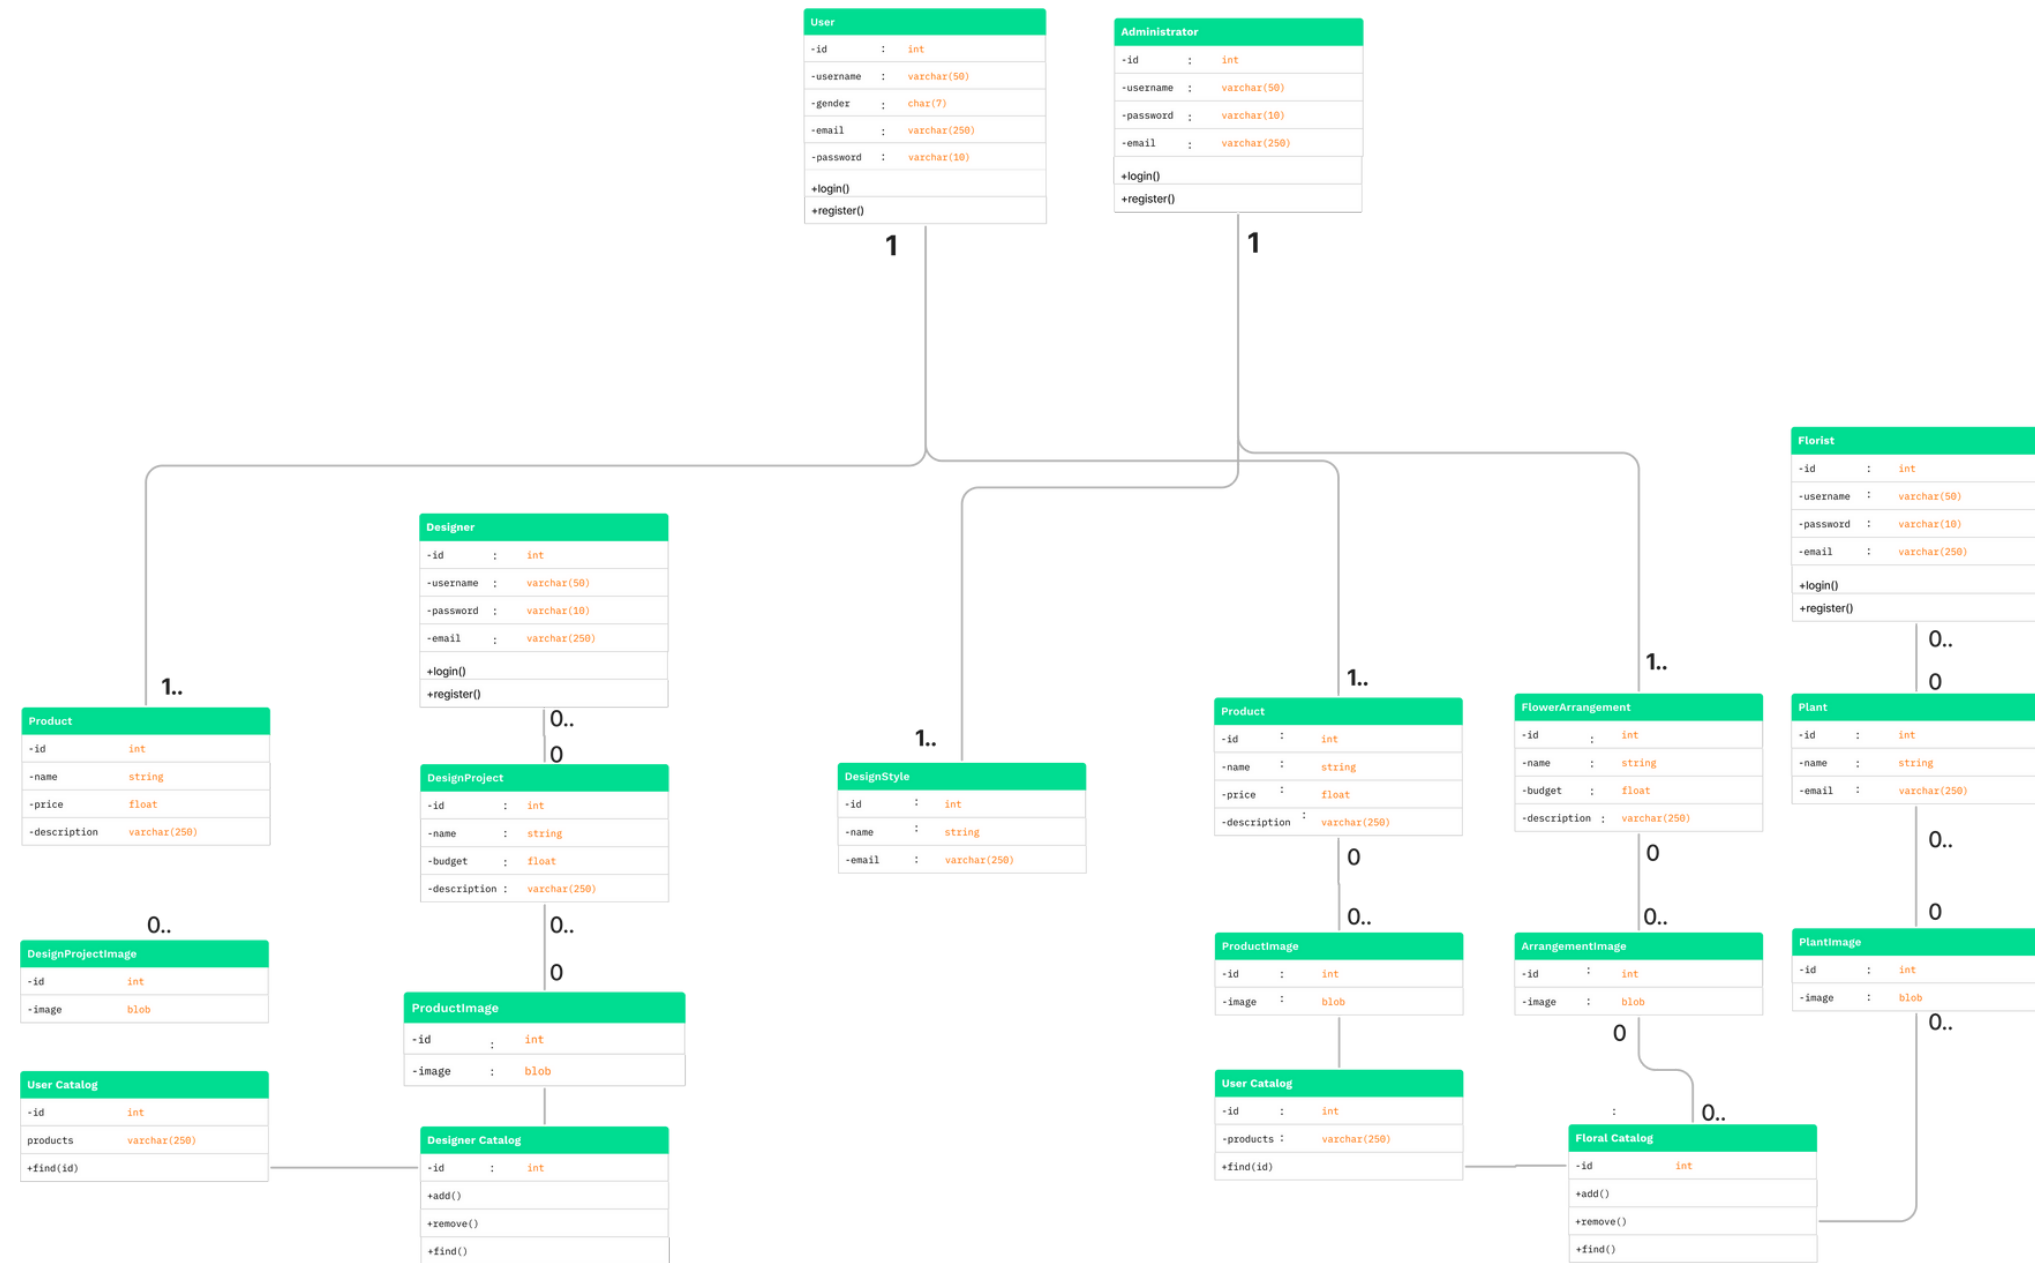 User
-id : int
-username : varchar(50)
-gender : char(7)
-email : varchar(250)
-password : varchar(10)
+login()
+register()
1
Administrator
-id : int
-username : varchar(50)
-password : varchar(10)
-email : varchar(250)
+login()
+register()
1
Florist
-id : int
-username : varchar(50)
-password : varchar(10)
-email : varchar(250)
+login()
+register()
0..
0
Designer
-id : int
-username : varchar(50)
-password : varchar(10)
-email : varchar(250)
+login()
+register()
0..
0
1..
Product
-id int
-name string
-price float
-description varchar(250)
DesignProject
-id : int
-name : string
-budget : float
-description : varchar(250)
0..
0
1..
DesignStyle
-id : int
-name : string
-email : varchar(250)
1..
Product
-id : int
-name : string
-price : float
-description : varchar(250)
0
0..
1..
FlowerArrangement
-id : int
-name : string
-budget : float
-description : varchar(250)
0
0..
Plant
-id : int
-name : string
-email : varchar(250)
0..
0
0..
DesignProjectImage
-id int
-image blob
ProductImage
-id : int
-image : blob
ProductImage
-id : int
-image : blob
ArrangementImage
-id : int
-image : blob
0
0..
PlantImage
-id : int
-image : blob
0..
User Catalog
-id int
products varchar(250)
+find(id)
Designer Catalog
-id : int
+add()
+remove()
+find()
User Catalog
-id : int
-products : varchar(250)
+find(id)
:
Floral Catalog
-id int
+add()
+remove()
+find()